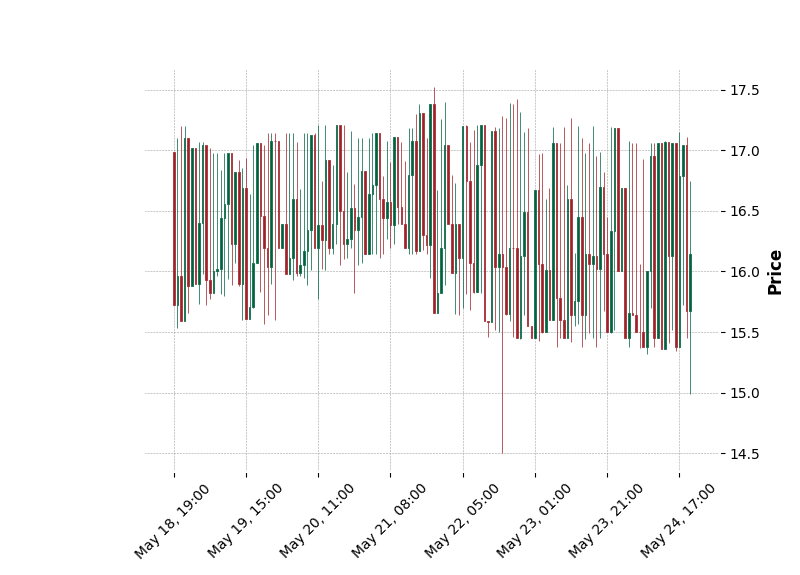 17.5
17.0
16.5
16.0
15.5
15.0
14.5
Price
May 18, 19:00
May 19, 15:00
May 20, 11:00
May 21, 08:00
May 22, 05:00
May 23, 01:00
May 23, 21:00
May 24, 17:00